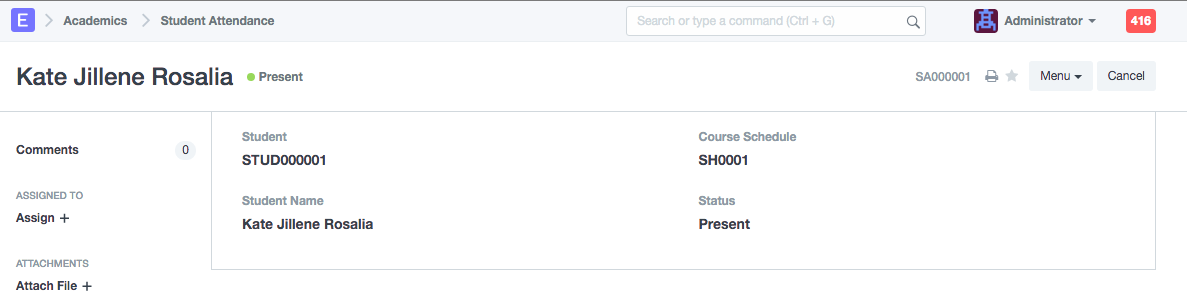 E Academics Student Attendance Search or type a command (Ctrl + G) Administrator 416
Kate Jillene Rosalia Present SA000001 Menu Cancel
Comments 0
ASSIGNED TO
Assign +
ATTACHMENTS
Attach File +
Student
STUD000001
Student Name
Kate Jillene Rosalia
Course Schedule
SH0001
Status
Present